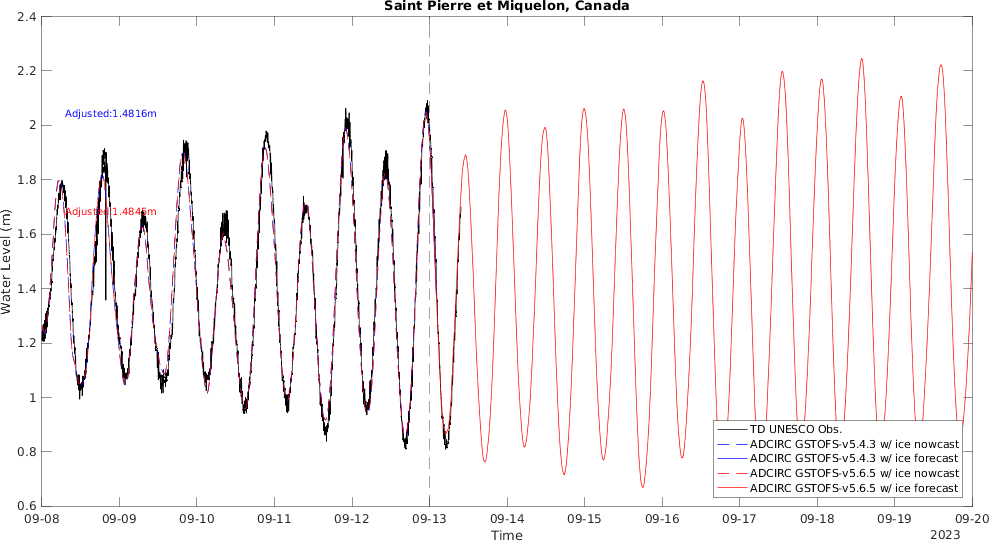 Saint Pierre et Miquelon, Canada
2.4
2.2
2
1.8
1.6
1.4
1.2
1
0.8
0.6
Water Level (m)
Adjusted:1.4816m
Adjusted:1.4845m
TD UNESCO Obs.
ADCIRC GSTOFS-v5.4.3 w/ ice nowcast
ADCIRC GSTOFS-v5.4.3 w/ ice forecast
ADCIRC GSTOFS-v5.6.5 w/ ice nowcast
ADCIRC GSTOFS-v5.6.5 w/ ice forecast
09-08 09-09 09-10 09-11 09-12 09-13 09-14 09-15 09-16 09-17 09-18 09-19 09-20
Time 2023